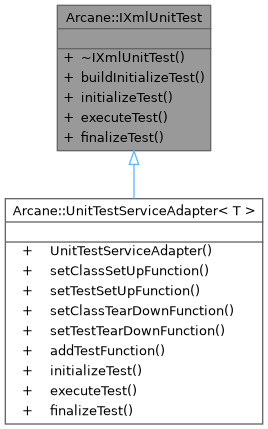 Arcane::IXmlUnitTest
+ ~IXmlUnitTest()
+ buildInitializeTest()
+ initializeTest()
+ executeTest()
+ finalizeTest()
Arcane::UnitTestServiceAdapter< T >
+ UnitTestServiceAdapter()
+ setClassSetUpFunction()
+ setTestSetUpFunction()
+ setClassTearDownFunction()
+ setTestTearDownFunction()
+ addTestFunction()
+ initializeTest()
+ executeTest()
+ finalizeTest()